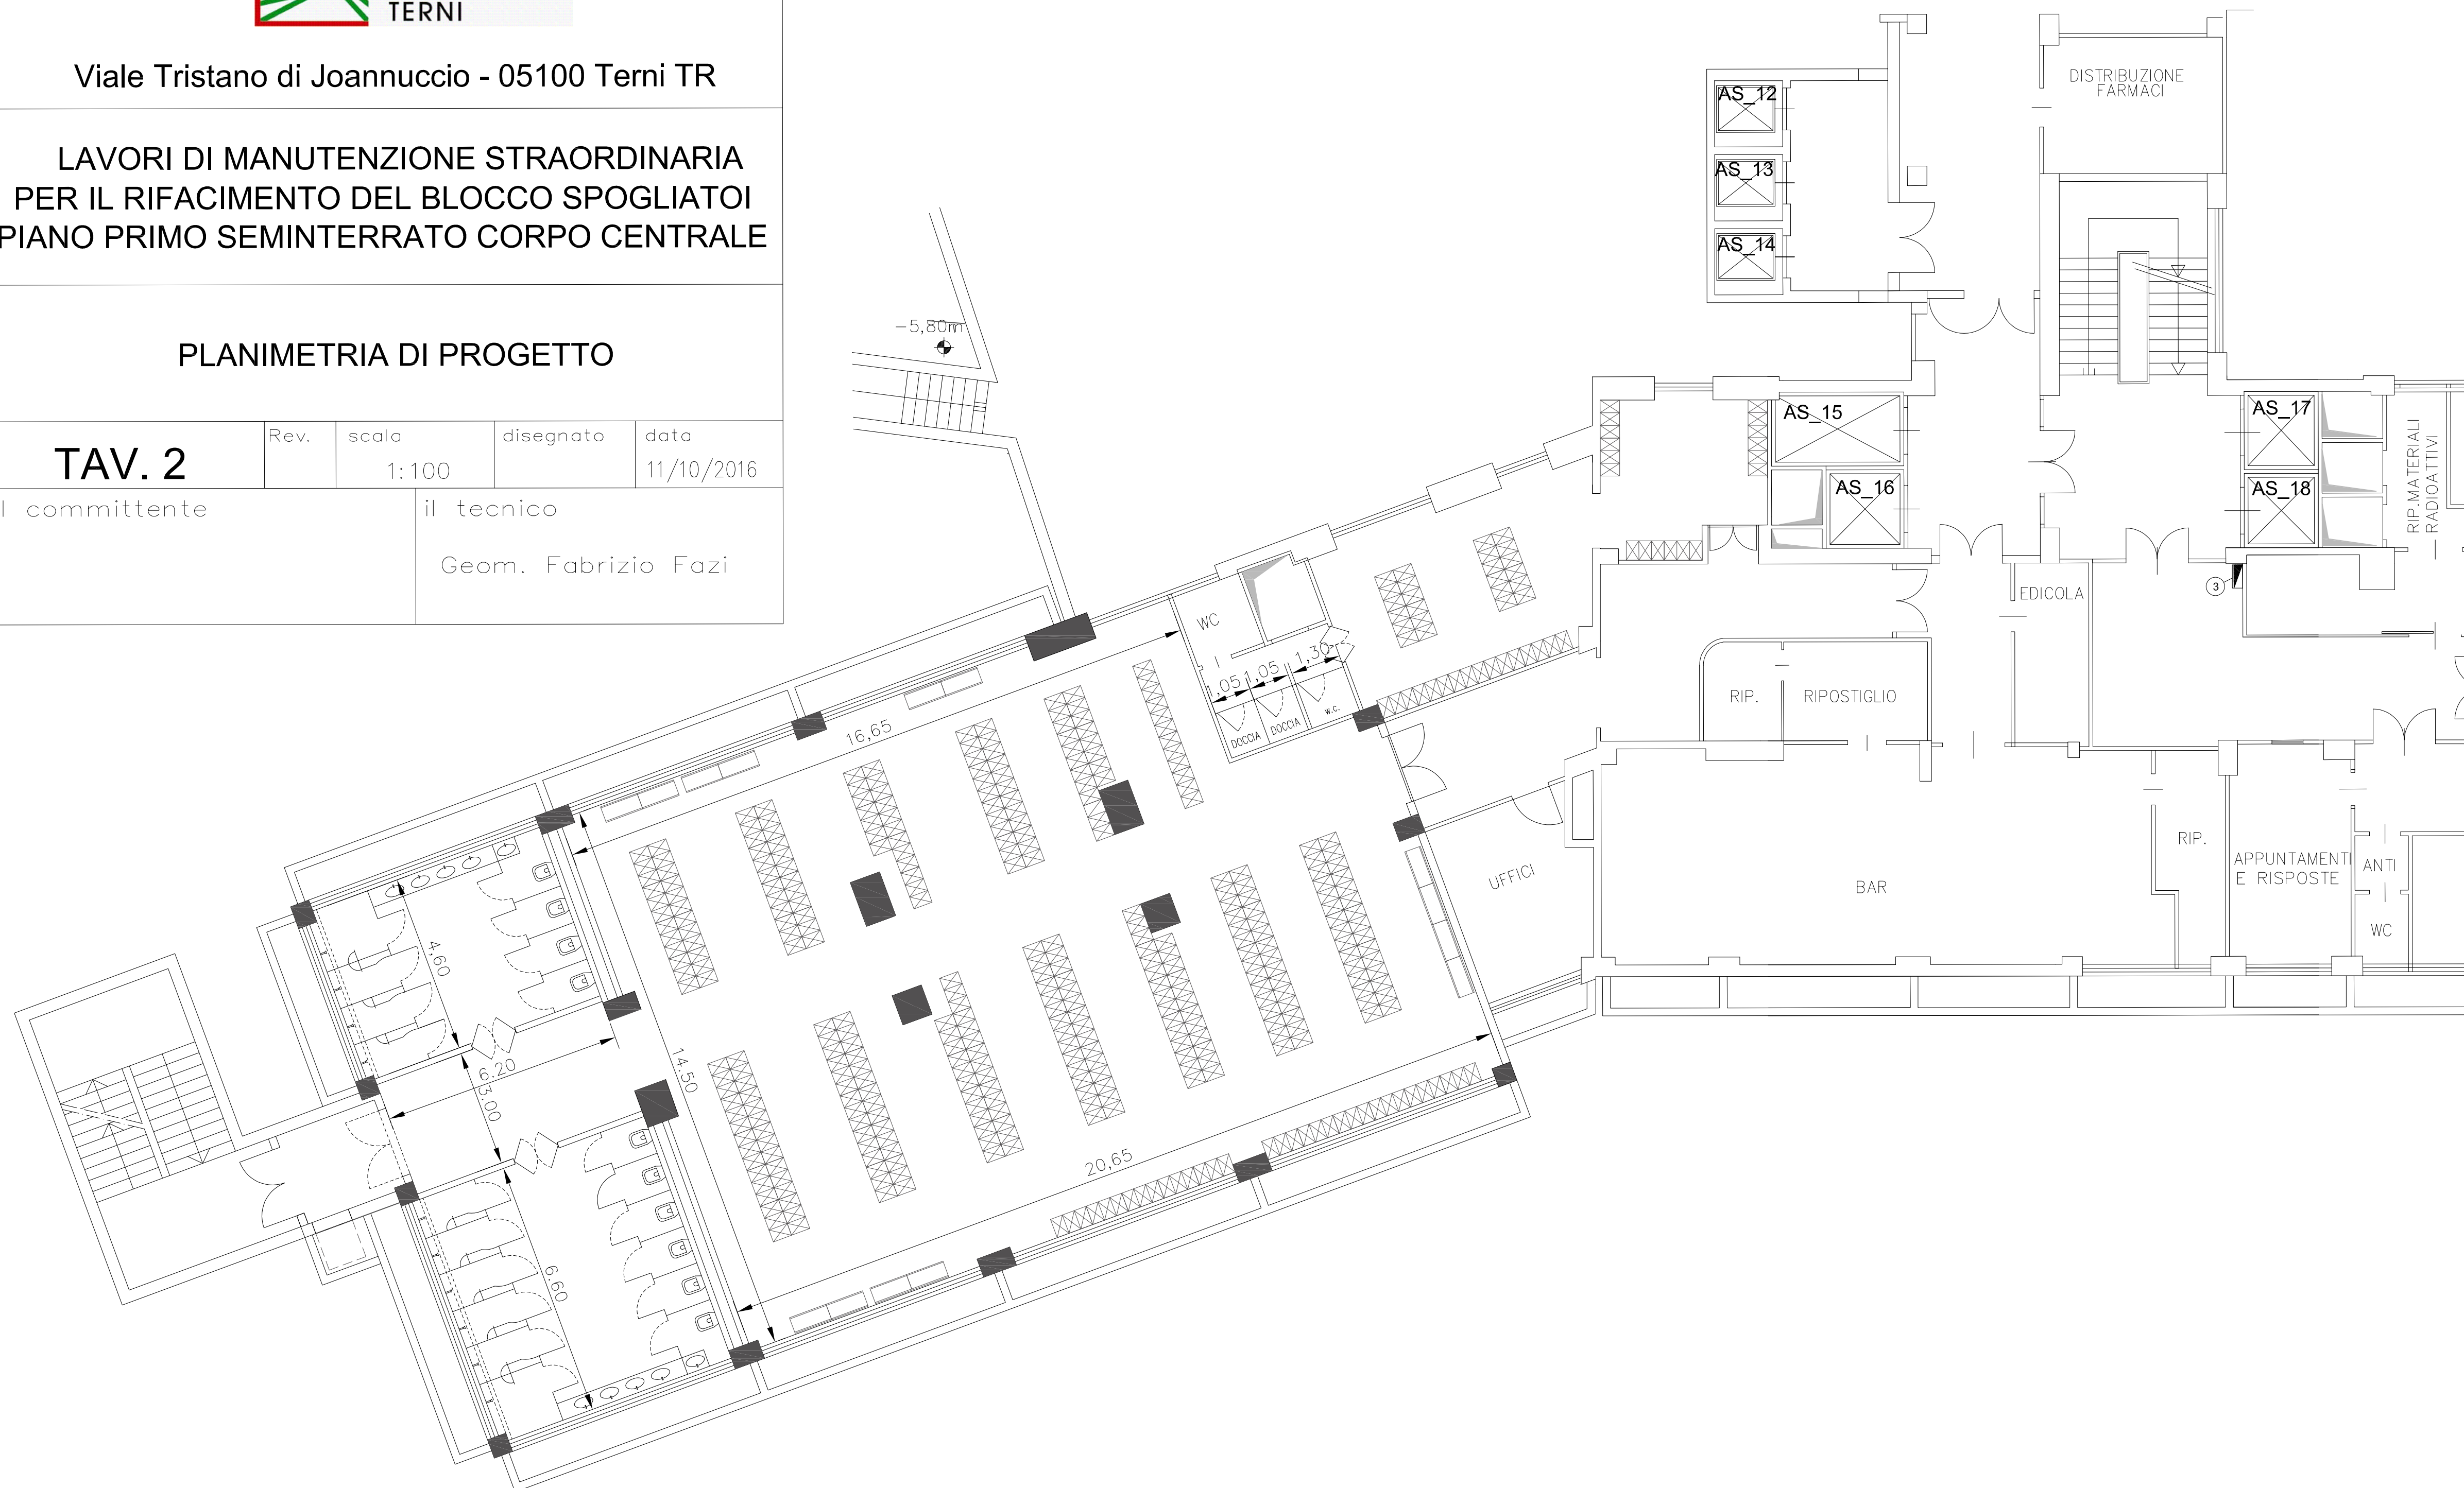 TERNI
Viale Tristano di Joannuccio - 05100 Terni TR
LAVORI DI MANUTENZIONE STRAORDINARIA
PER IL RIFACIMENTO DEL BLOCCO SPOGLIATOI
PIANO PRIMO SEMINTERRATO CORPO CENTRALE
PLANIMETRIA DI PROGETTO
TAV. 2
Rev.
scala
1:100
disegnato
data
11/10/2016
l committente
il tecnico
Geom. Fabrizio Fazi
-5,80m
DISTRIBUZIONE
FARMACI
AS_12
AS_13
AS_14
AS_15
AS_16
AS_17
AS_18
RIP.MATERIALI
RADIOATTIVI
3
EDICOLA
RIP.
RIPOSTIGLIO
WC
1,05
1,05
1,30
DOCCIA
DOCCIA
w.c.
16,65
UFFICI
BAR
RIP.
APPUNTAMENTI
E RISPOSTE
ANTI
WC
4,60
6.20
3.00
14.50
20,65
6.60